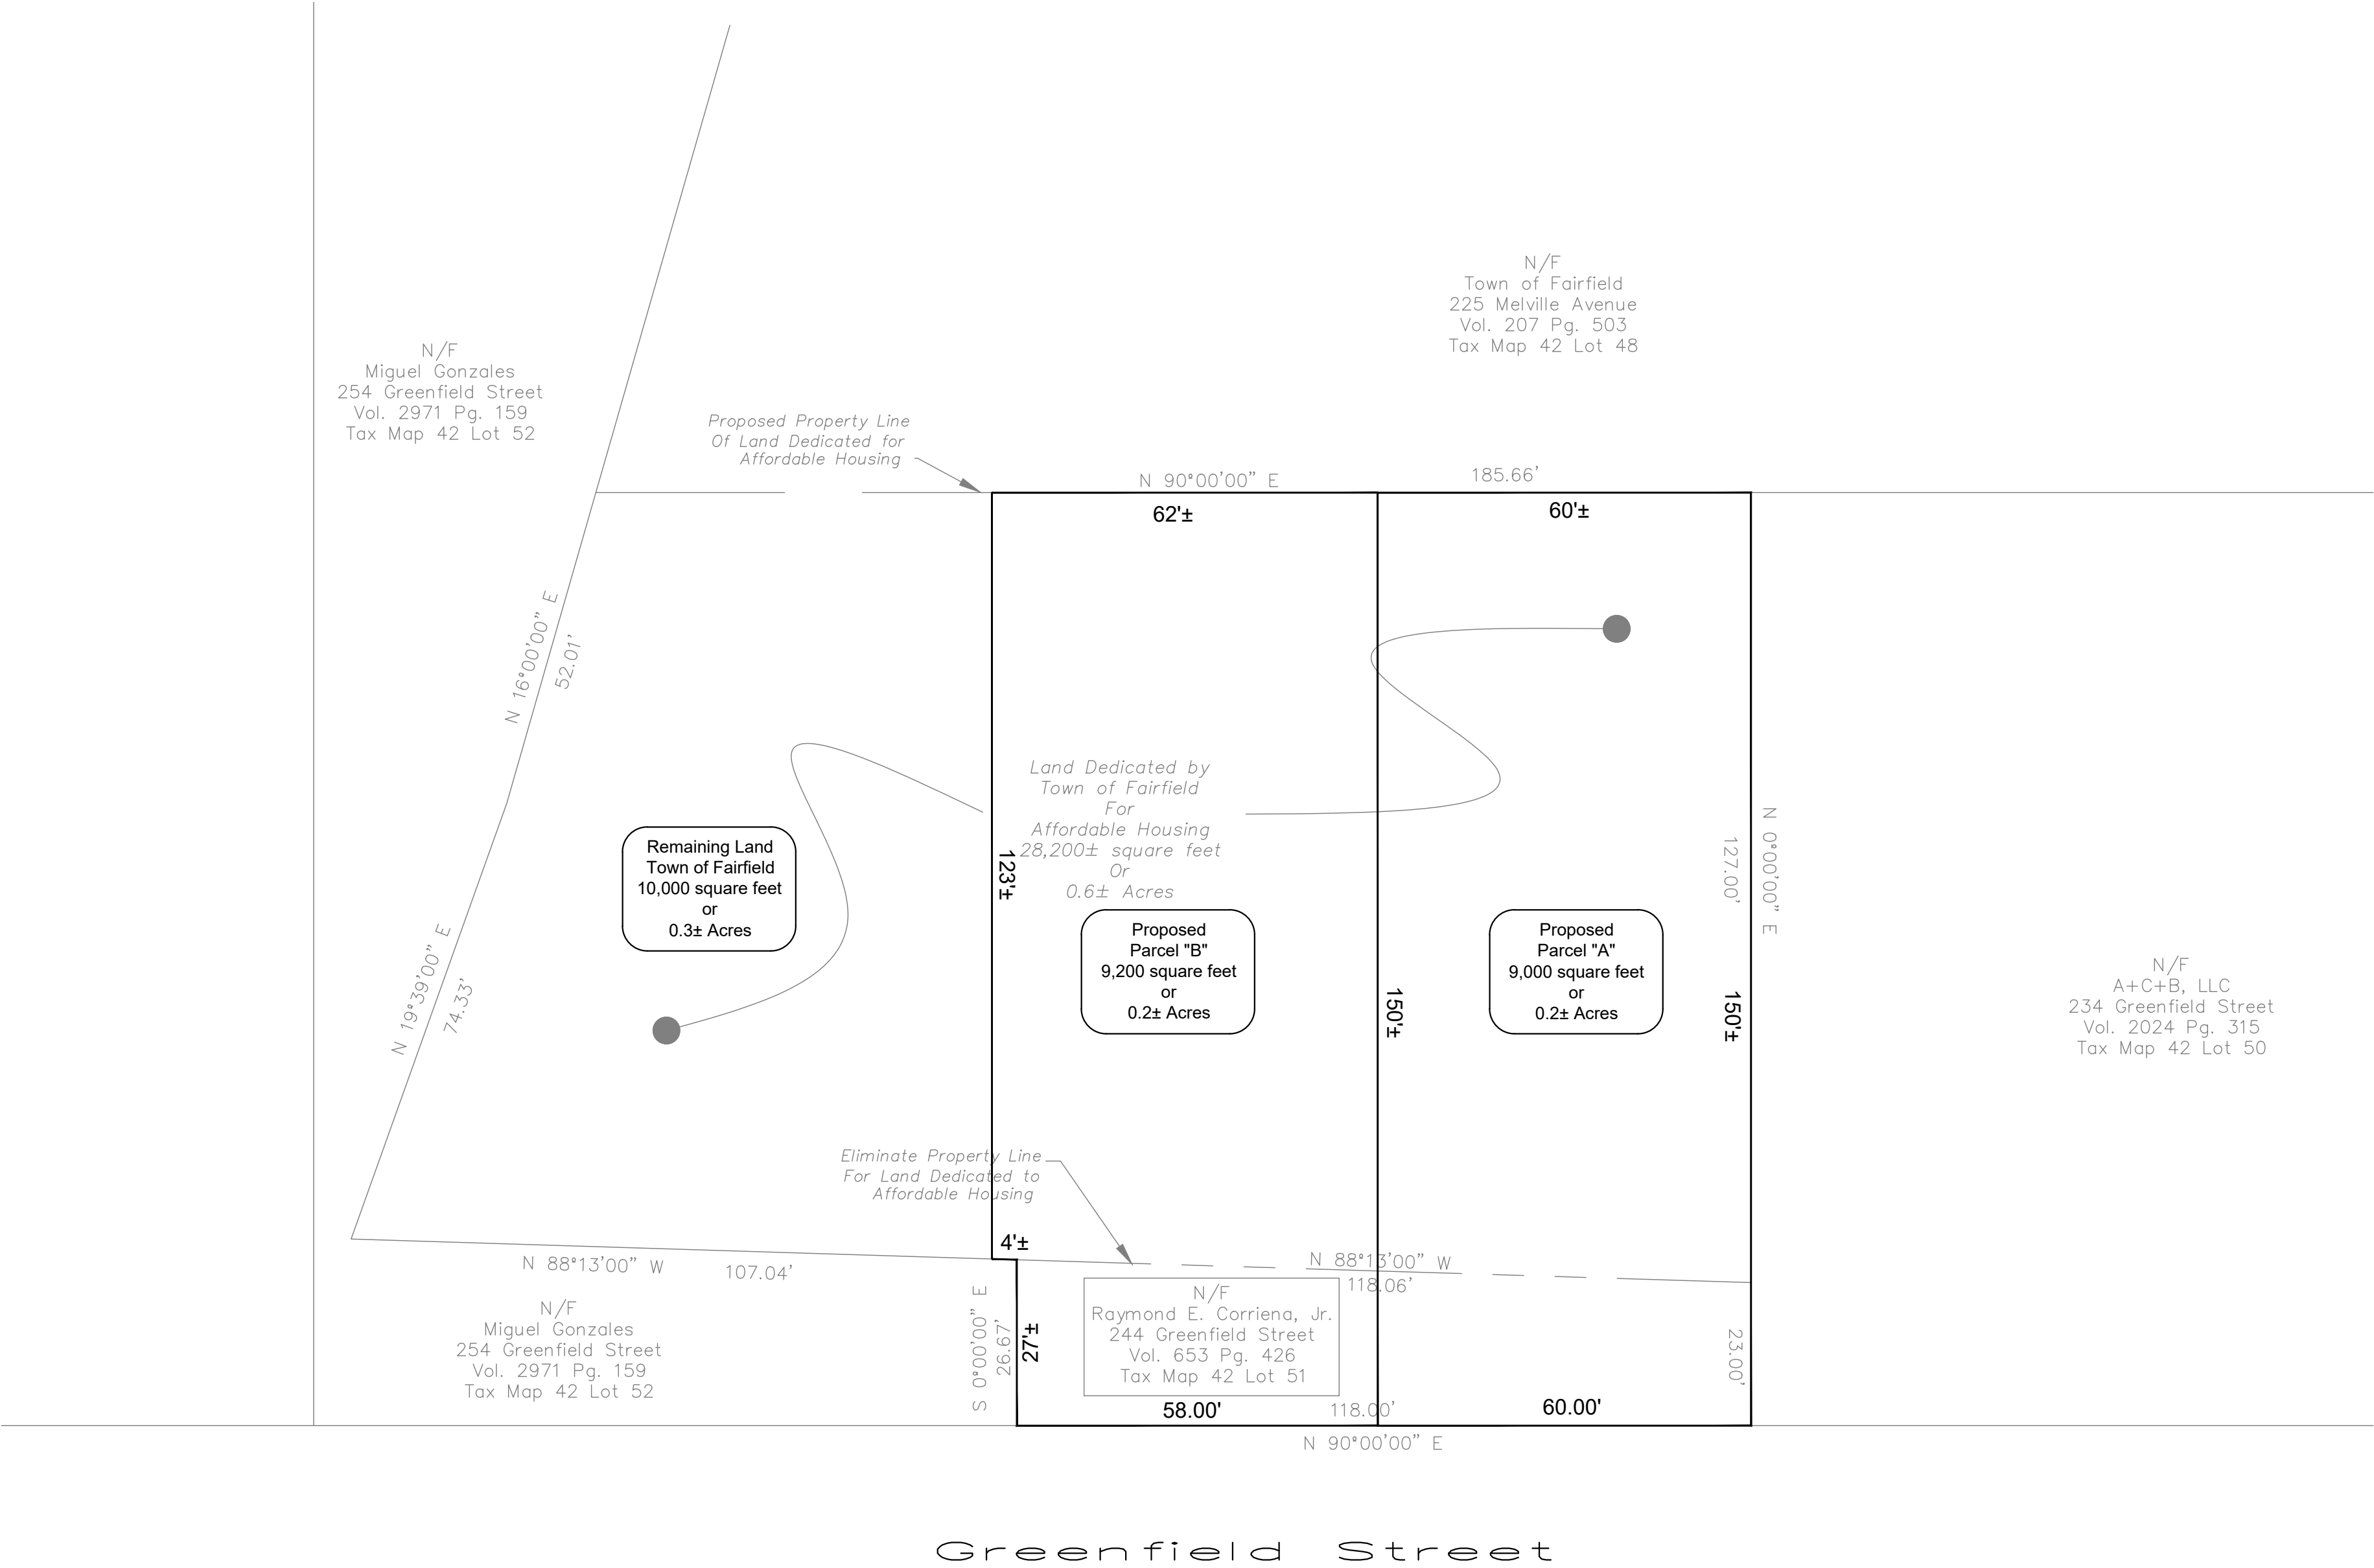 N/F
Town of Fairfield
225 Melville Avenue
Vol. 207 Pg. 503
Tax Map 42 Lot 48
N/F
Miguel Gonzales
254 Greenfield Street
Vol. 2971 Pg. 159
Tax Map 42 Lot 52
Proposed Property Line
Of Land Dedicated for
Affordable Housing
N 90°00'00" E
185.66'
62'±
60'±
N 16°00'00" E
52.01'
Land Dedicated by
Town of Fairfield
For
Affordable Housing
28,200± square feet
Or
0.6± Acres
123'±
127.00'
N 0°00'00" E
Remaining Land
Town of Fairfield
10,000 square feet
or
0.3± Acres
Proposed
Parcel "B"
9,200 square feet
or
0.2± Acres
Proposed
Parcel "A"
9,000 square feet
or
0.2± Acres
150'±
150'±
N 19°39'00" E
74.33'
N/F
A+C+B, LLC
234 Greenfield Street
Vol. 2024 Pg. 315
Tax Map 42 Lot 50
Eliminate Property Line
For Land Dedicated to
Affordable Housing
4'±
N 88°13'00" W
107.04'
N 88°13'00" W
118.06'
N/F
Miguel Gonzales
254 Greenfield Street
Vol. 2971 Pg. 159
Tax Map 42 Lot 52
S 0°00'00" E
26.67'
27'±
N/F
Raymond E. Corriena, Jr.
244 Greenfield Street
Vol. 653 Pg. 426
Tax Map 42 Lot 51
23.00'
58.00'
118.00'
60.00'
N 90°00'00" E
Greenfield Street